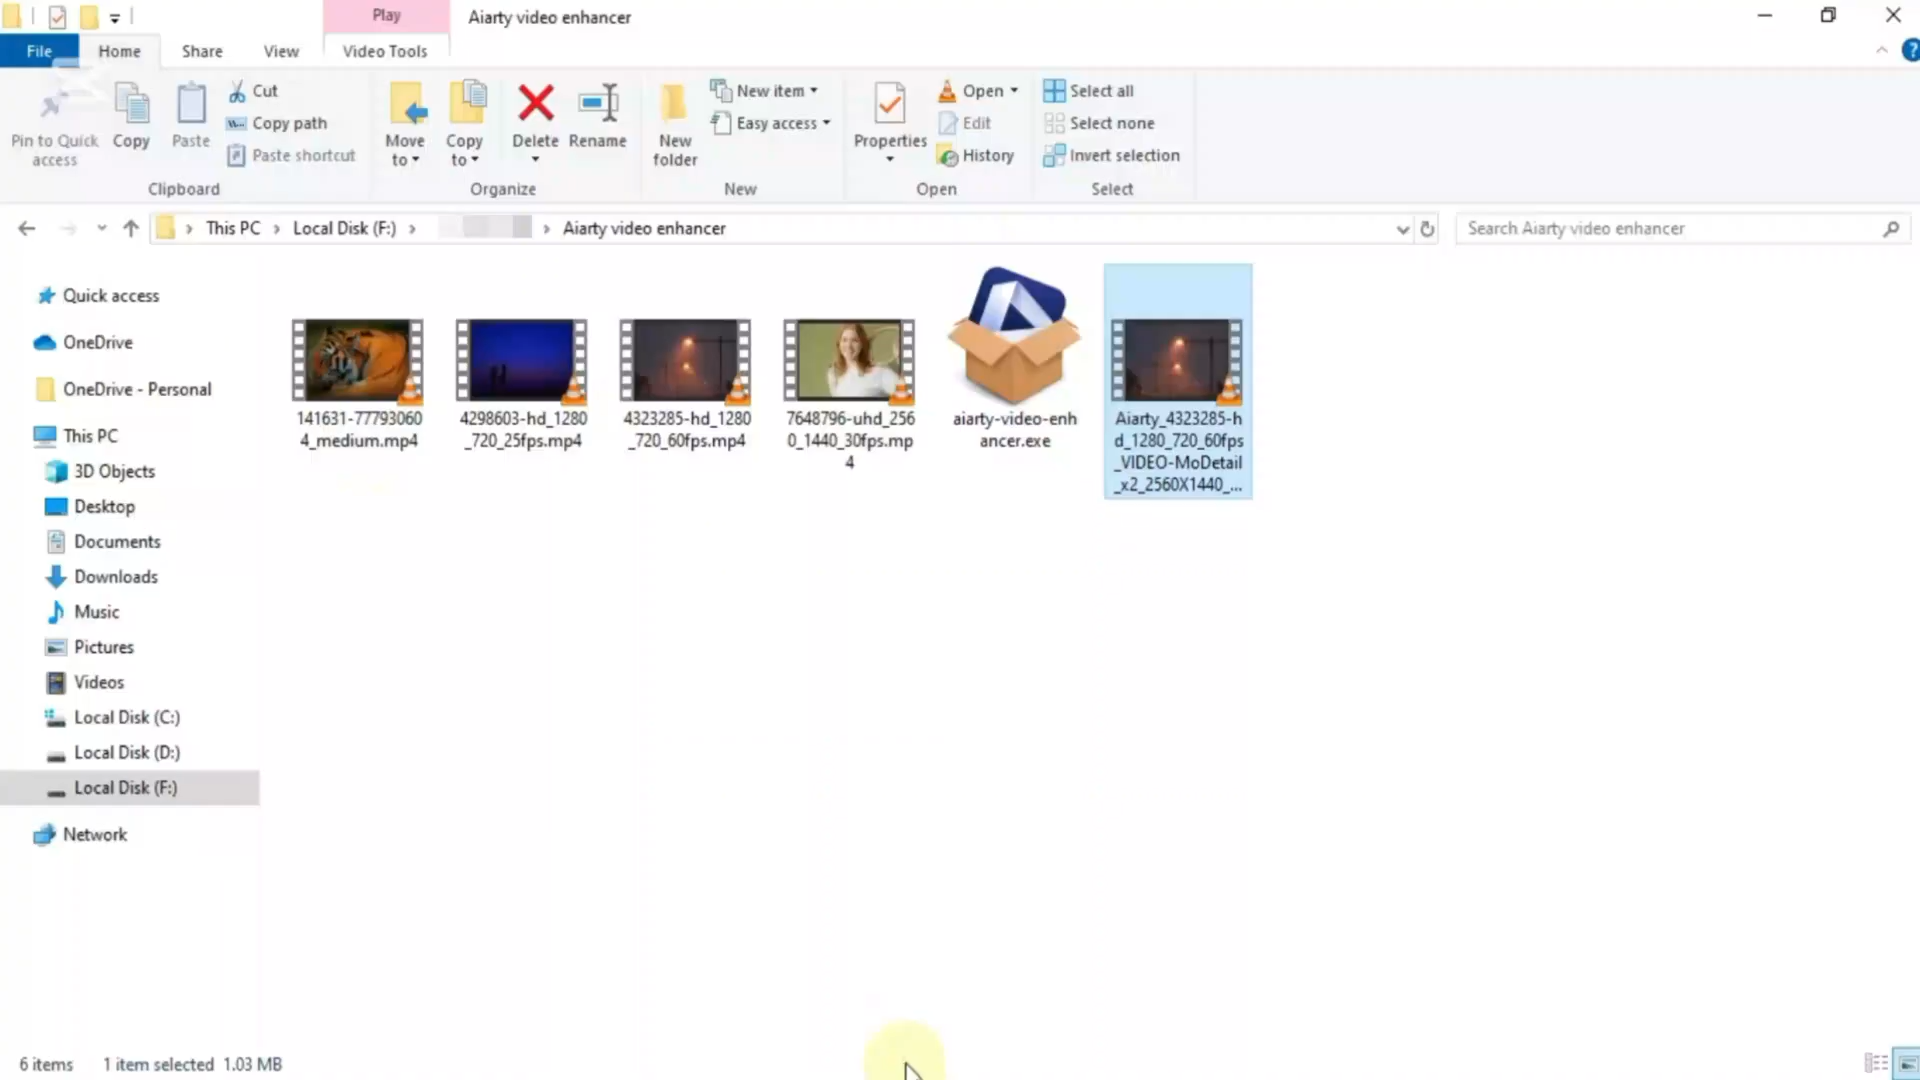 Play
Aiarty video enhancer
File
Home
Share
View
Video Tools
Pin to Quick access
Copy
Paste
Cut
Copy path
Paste shortcut
Clipboard
Move to
Copy to
Delete
Rename
Organize
New folder
New item
Easy access
New
Properties
Open
Edit
History
Open
Select all
Select none
Invert selection
Select
This PC
Local Disk (F:)
Aiarty video enhancer
Search Aiarty video enhancer
Quick access
OneDrive
OneDrive - Personal
This PC
3D Objects
Desktop
Documents
Downloads
Music
Pictures
Videos
Local Disk (C:)
Local Disk (D:)
Local Disk (F:)
Network
141631-77793060
4_medium.mp4
4298603-hd_1280
_720_25fps.mp4
4323285-hd_1280
_720_60fps.mp4
7648796-uhd_256
0_1440_30fps.mp
4
aiarty-video-enh
ancer.exe
Aiarty_4323285-h
d_1280_720_60fps
_VIDEO-MoDetail
_x2_2560X1440_...
6 items
1 item selected 1.03 MB